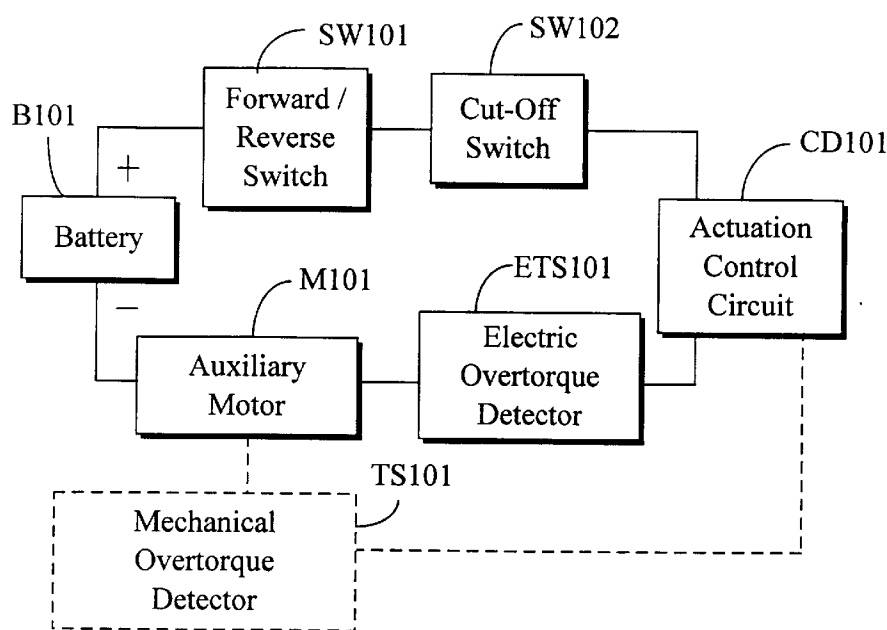 SW101
SW102
Forward /
Reverse
Switch
Cut-Off
Switch
B101
CD101
+
Battery
Actuation
Control
Circuit
−
M101
ETS101
Auxiliary
Motor
Electric
Overtorque
Detector
TS101
Mechanical
Overtorque
Detector